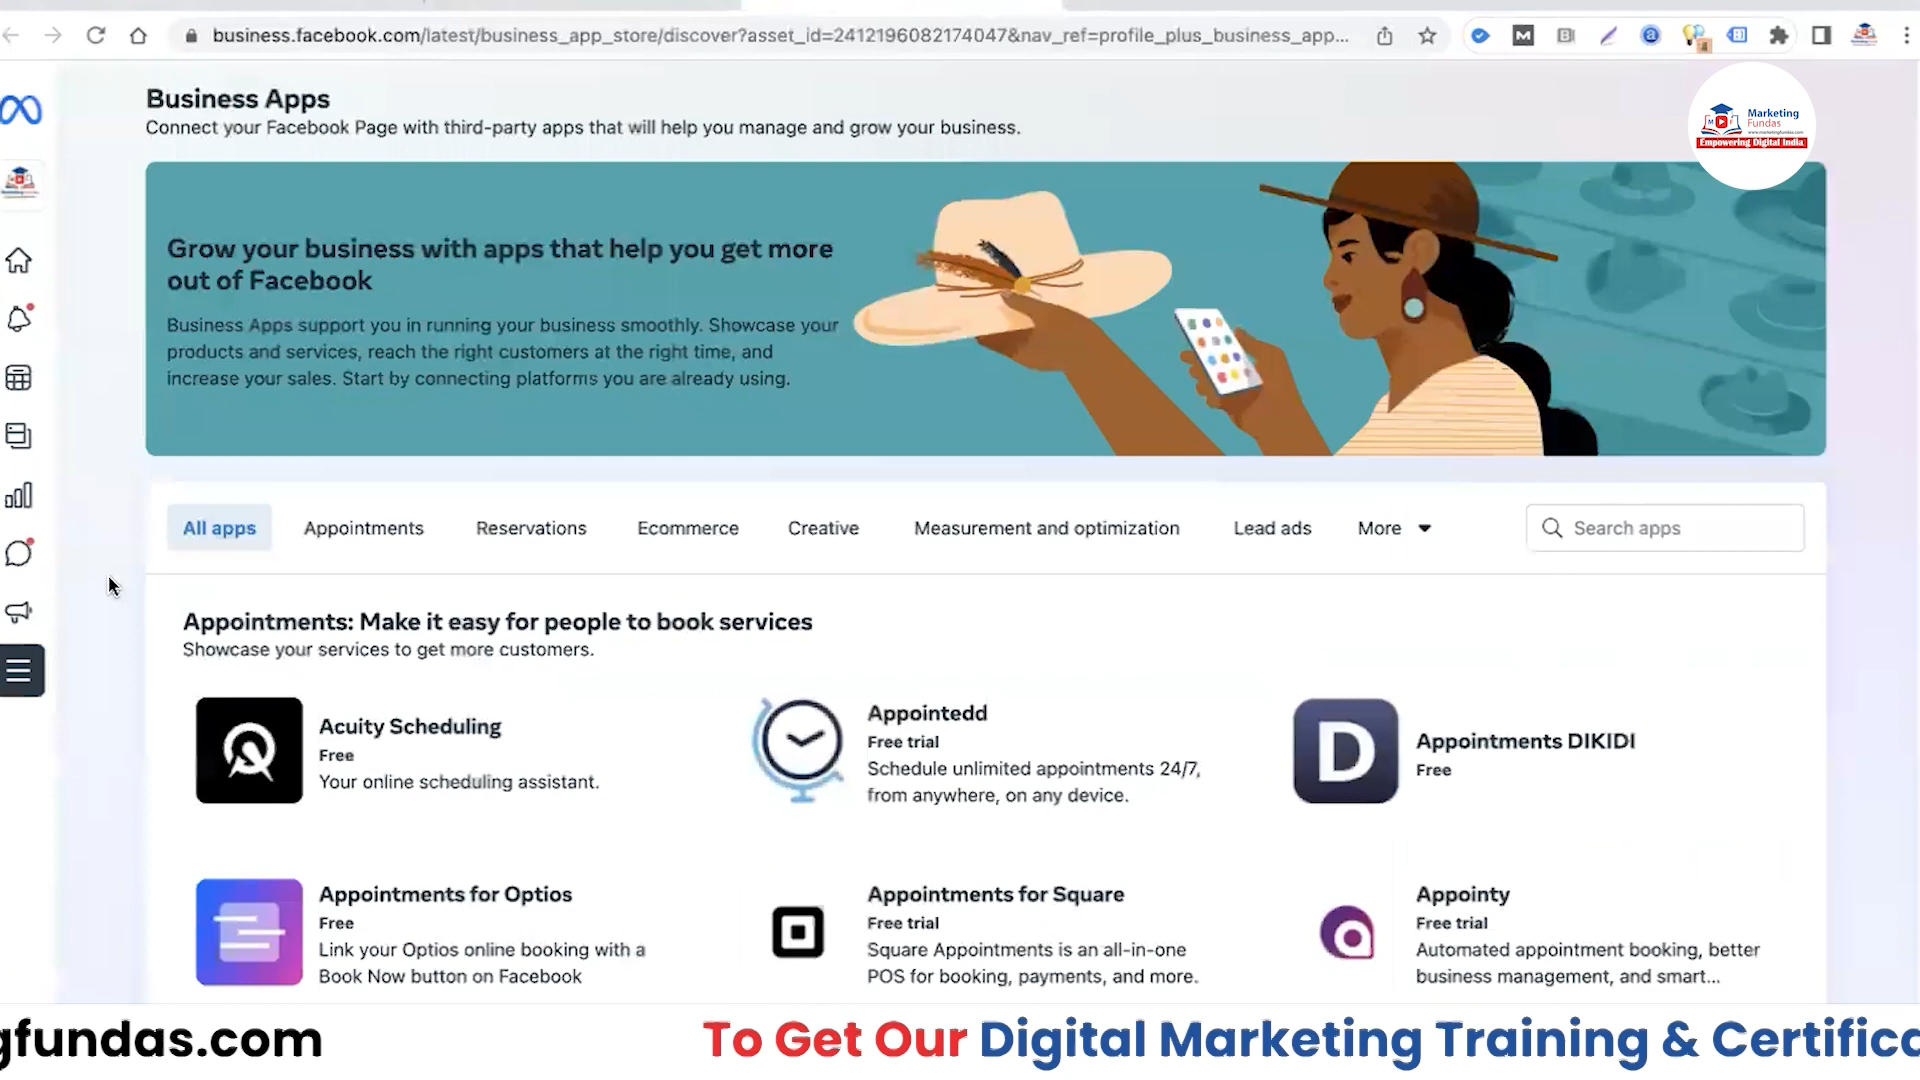 business.facebook.com/latest/business_app_store/discover?asset_id=2412196082174047&nav_ref=profile_plus_business_app...
Business Apps
Connect your Facebook Page with third-party apps that will help you manage and grow your business.
Marketing
Fundas
www.marketingfundas.com
Empowering Digital India
Grow your business with apps that help you get more
out of Facebook
Business Apps support you in running your business smoothly. Showcase your
products and services, reach the right customers at the right time, and
increase your sales. Start by connecting platforms you are already using.
All apps Appointments Reservations Ecommerce Creative Measurement and optimization Lead ads More Search apps
Appointments: Make it easy for people to book services
Showcase your services to get more customers.
Acuity Scheduling
Free
Your online scheduling assistant.
Appointedd
Free trial
Schedule unlimited appointments 24/7,
from anywhere, on any device.
D
Appointments DIKIDI
Free
Appointments for Optios
Free
Link your Optios online booking with a
Book Now button on Facebook
Appointments for Square
Free trial
Square Appointments is an all-in-one
POS for booking, payments, and more.
Appointy
Free trial
Automated appointment booking, better
business management, and smart...
gfundas.com To Get Our Digital Marketing Training & Certifica